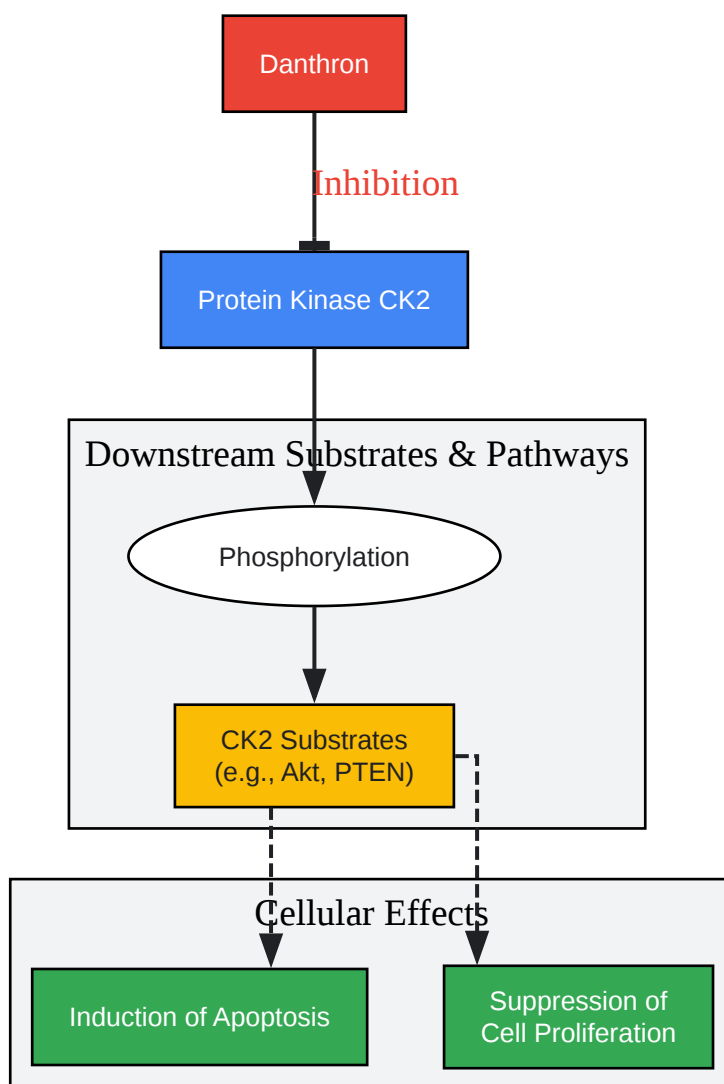 Danthron
Inhibition
Protein Kinase CK2
Downstream Substrates & Pathways
Phosphorylation
CK2 Substrates
(e.g., Akt, PTEN)
Cellular Effects
Induction of Apoptosis
Suppression of
Cell Proliferation